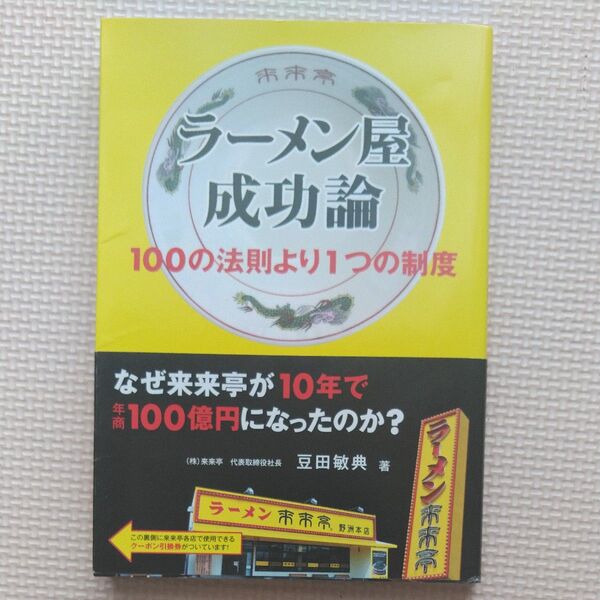 来来亭
ラーメン屋
成功論
100の法則より1つの制度
なぜ来来亭が10年で
年商100億円になったのか?
(株)来来亭 代表取締役社長 豆田敏典 著
ラーメン 来来亭 野洲本店
ラーメン来来亭
この裏側に来来亭各店で使用できる
クーポン引換券がついています!